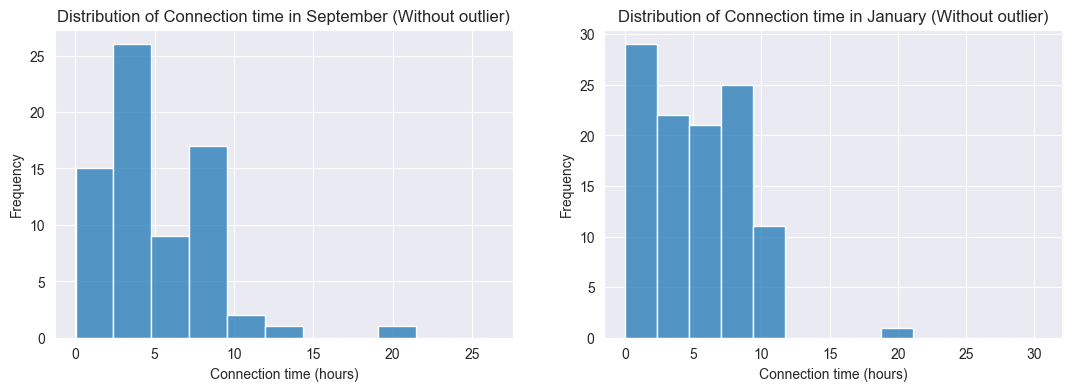 Distribution of Connection time in September (Without outlier)
25
20
15
10
5
0
Frequency
0 5 10 15 20 25
Connection time (hours)
Distribution of Connection time in January (Without outlier)
30
25
20
15
10
5
0
Frequency
0 5 10 15 20 25 30
Connection time (hours)